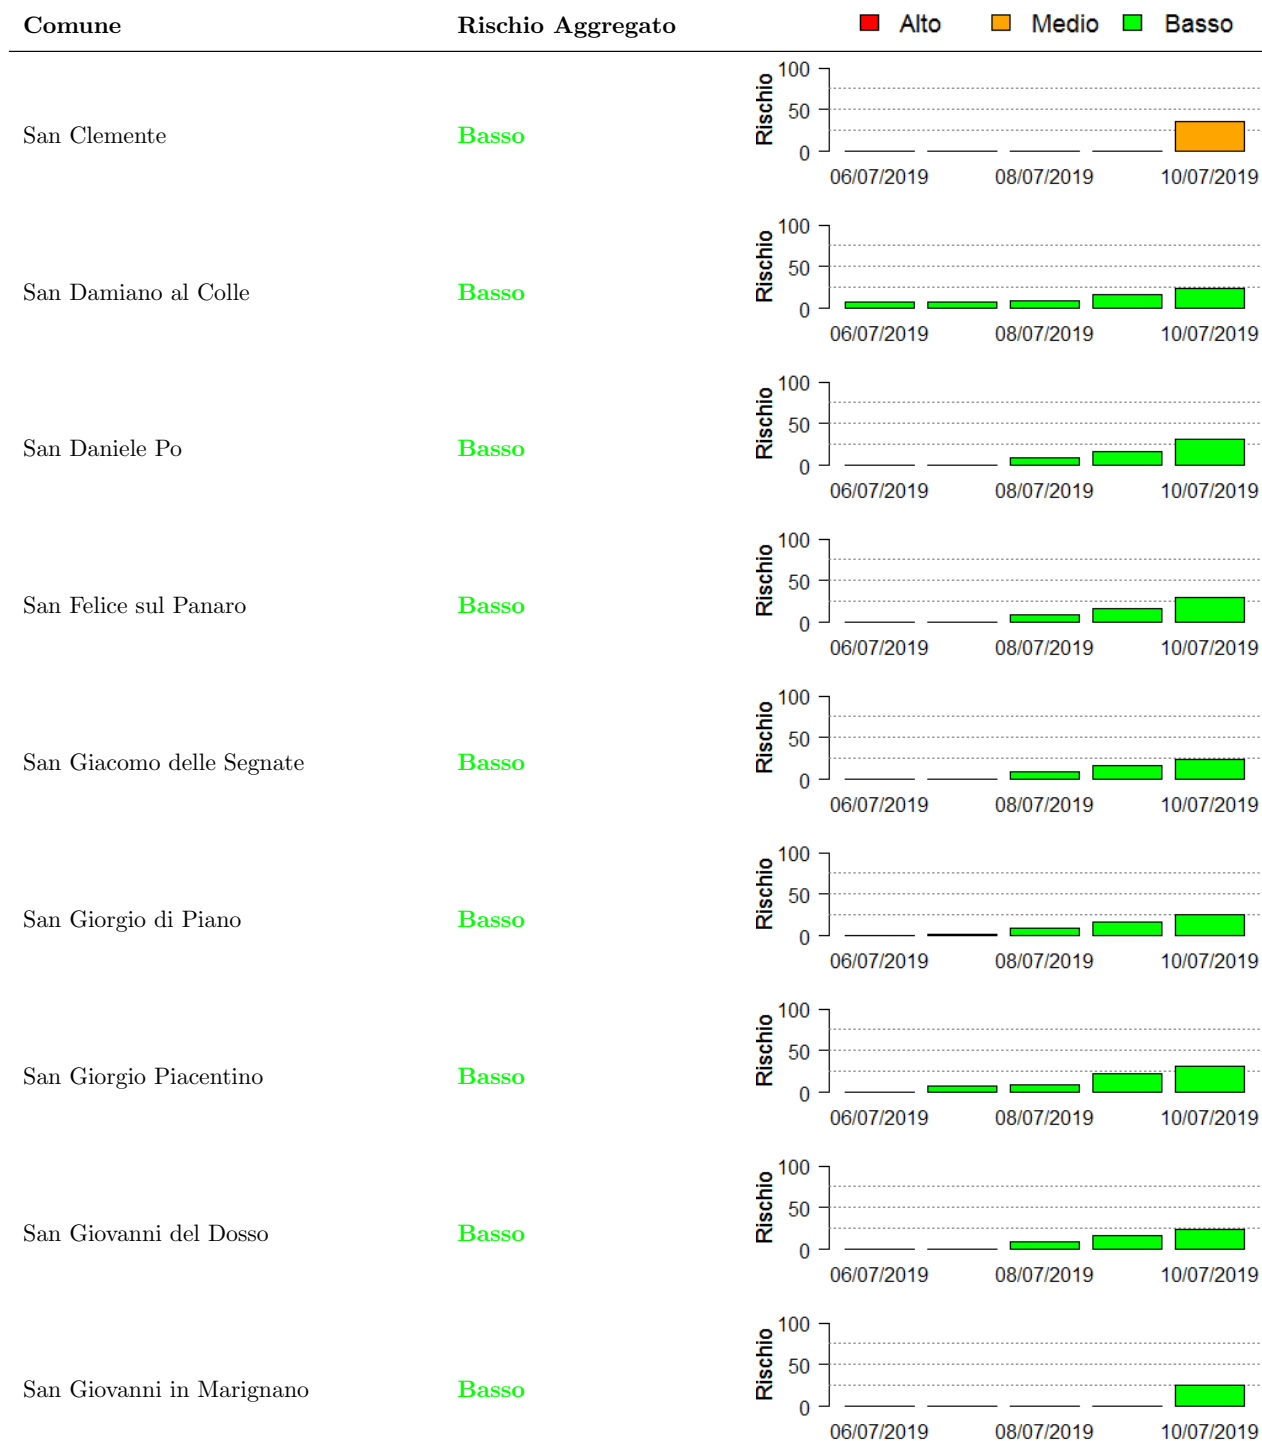 Comune Rischio Aggregato Alto Medio Basso
San Clemente Basso
Rischio
100
50
0
06/07/2019 08/07/2019 10/07/2019
San Damiano al Colle Basso
Rischio
100
50
0
06/07/2019 08/07/2019 10/07/2019
San Daniele Po Basso
Rischio
100
50
0
06/07/2019 08/07/2019 10/07/2019
San Felice sul Panaro Basso
Rischio
100
50
0
06/07/2019 08/07/2019 10/07/2019
San Giacomo delle Segnate Basso
Rischio
100
50
0
06/07/2019 08/07/2019 10/07/2019
San Giorgio di Piano Basso
Rischio
100
50
0
06/07/2019 08/07/2019 10/07/2019
San Giorgio Piacentino Basso
Rischio
100
50
0
06/07/2019 08/07/2019 10/07/2019
San Giovanni del Dosso Basso
Rischio
100
50
0
06/07/2019 08/07/2019 10/07/2019
San Giovanni in Marignano Basso
Rischio
100
50
0
06/07/2019 08/07/2019 10/07/2019